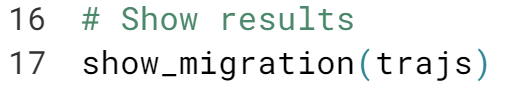 16 # Show results
17 show_migration(trajs)